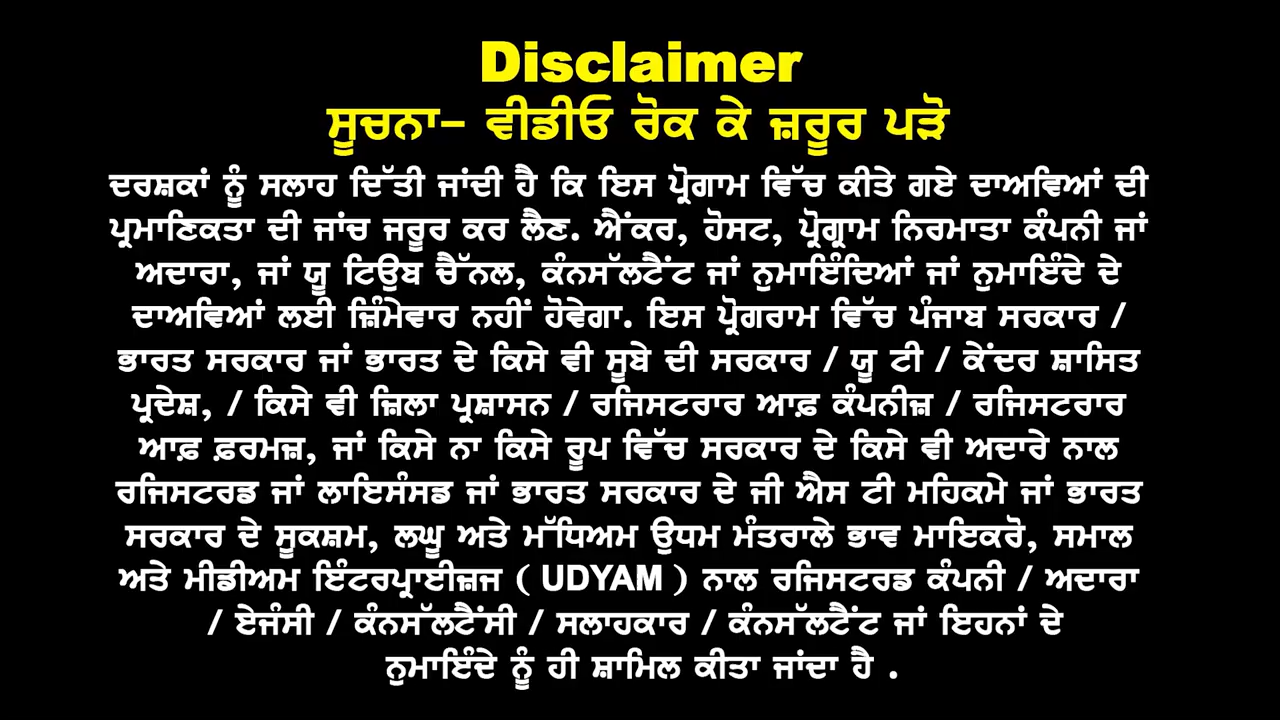 Disclaimer
ਸੂਚਨਾ- ਵੀਡੀਓ ਰੋਕ ਕੇ ਜ਼ਰੂਰ ਪੜੋ
ਦਰਸ਼ਕਾਂ ਨੂੰ ਸਲਾਹ ਦਿੱਤੀ ਜਾਂਦੀ ਹੈ ਕਿ ਇਸ ਪ੍ਰੋਗਾਮ ਵਿੱਚ ਕੀਤੇ ਗਏ ਦਾਅਵਿਆਂ ਦੀ
ਪ੍ਰਮਾਣਿਕਤਾ ਦੀ ਜਾਂਚ ਜਰੂਰ ਕਰ ਲੈਣ. ਐਂਕਰ, ਹੋਸਟ, ਪ੍ਰੋਗ੍ਰਾਮ ਨਿਰਮਾਤਾ ਕੰਪਨੀ ਜਾਂ
ਅਦਾਰਾ, ਜਾਂ ਯੂ ਟਿਉਬ ਚੈੱਨਲ, ਕੰਨਸੱਲਟੈਂਟ ਜਾਂ ਨੁਮਾਇੰਦਿਆਂ ਜਾਂ ਨੁਮਾਇੰਦੇ ਦੇ
ਦਾਅਵਿਆਂ ਲਈ ਜ਼ਿੰਮੇਵਾਰ ਨਹੀਂ ਹੋਵੇਗਾ. ਇਸ ਪ੍ਰੋਗਰਾਮ ਵਿੱਚ ਪੰਜਾਬ ਸਰਕਾਰ /
ਭਾਰਤ ਸਰਕਾਰ ਜਾਂ ਭਾਰਤ ਦੇ ਕਿਸੇ ਵੀ ਸੂਬੇ ਦੀ ਸਰਕਾਰ / ਯੂ ਟੀ / ਕੇਂਦਰ ਸ਼ਾਸਿਤ
ਪ੍ਰਦੇਸ਼, / ਕਿਸੇ ਵੀ ਜ਼ਿਲਾ ਪ੍ਰਸ਼ਾਸਨ / ਰਜਿਸਟਰਾਰ ਆਫ਼ ਕੰਪਨੀਜ਼ / ਰਜਿਸਟਰਾਰ
ਆਫ਼ ਫ਼ਰਮਜ਼, ਜਾਂ ਕਿਸੇ ਨਾ ਕਿਸੇ ਰੂਪ ਵਿੱਚ ਸਰਕਾਰ ਦੇ ਕਿਸੇ ਵੀ ਅਦਾਰੇ ਨਾਲ
ਰਜਿਸਟਰਡ ਜਾਂ ਲਾਇਸੰਸਡ ਜਾਂ ਭਾਰਤ ਸਰਕਾਰ ਦੇ ਜੀ ਐਸ ਟੀ ਮਹਿਕਮੇ ਜਾਂ ਭਾਰਤ
ਸਰਕਾਰ ਦੇ ਸੂਕਸ਼ਮ, ਲਘੂ ਅਤੇ ਮੱਧਿਅਮ ਉਧਮ ਮੰਤਰਾਲੇ ਭਾਵ ਮਾਇਕਰੋ, ਸਮਾਲ
ਅਤੇ ਮੀਡੀਅਮ ਇੰਟਰਪ੍ਰਾਈਜ਼ਜ ( UDYAM ) ਨਾਲ ਰਜਿਸਟਰਡ ਕੰਪਨੀ / ਅਦਾਰਾ
/ ਏਜੰਸੀ / ਕੰਨਸੱਲਟੈਂਸੀ / ਸਲਾਹਕਾਰ / ਕੰਨਸੱਲਟੈਂਟ ਜਾਂ ਇਹਨਾਂ ਦੇ
ਨੁਮਾਇੰਦੇ ਨੂੰ ਹੀ ਸ਼ਾਮਿਲ ਕੀਤਾ ਜਾਂਦਾ ਹੈ .